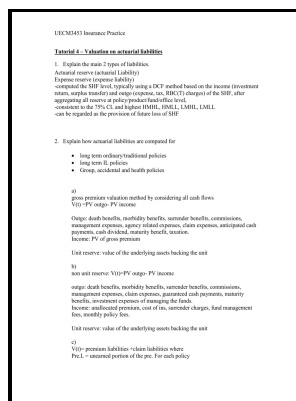 UECM3453 Insurance Practice
Tutorial 4 – Valuation on actuarial liabilities
1. Explain the main 2 types of liabilities.
Actuarial reserve (actuarial Liability)
Expense reserve (expense liability)
-computed the SHF level, typically using a DCF method based on the income (investment
return, surplus transfer) and outgo (expense, tax, RBC(T) charges) of the SHF, after
aggregating all reserve at policy/product/fund/office level,
-consistent to the 75% CI. and highest HMHL, HMLL, LMHL, LMLL
-can be regarded as the provision of future loss of SHF
2. Explain how actuarial liabilities are computed for
• long term ordinary/traditional policies
• long term IL policies
• Group, accidental and health policies
a)
gross premium valuation method by considering all cash flows
V(t) =PV outgo- PV income
Outgo: death benefits, morbidity benefits, surrender benefits, commissions,
management expenses, agency related expenses, claim expenses, anticipated cash
payments, cash dividend, maturity benefit, taxation.
Income: PV of gross premium
Unit reserve: value of the underlying assets backing the unit
b)
non unit reserve: V(t)=PV outgo- PV income
outgo: death benefits, morbidity benefits, surrender benefits, commissions,
management expenses, claim expenses, guaranteed cash payments, maturity
benefits, investment expenses of managing the funds.
Income: unallocated premium, cost of ins, surrender charges, fund management
fees, monthly policy fees.
Unit reserve: value of the underlying assets backing the unit
c)
V(t)= premium liabilities +claim liabilities where
Pre.L = unearned portion of the pre. For each policy